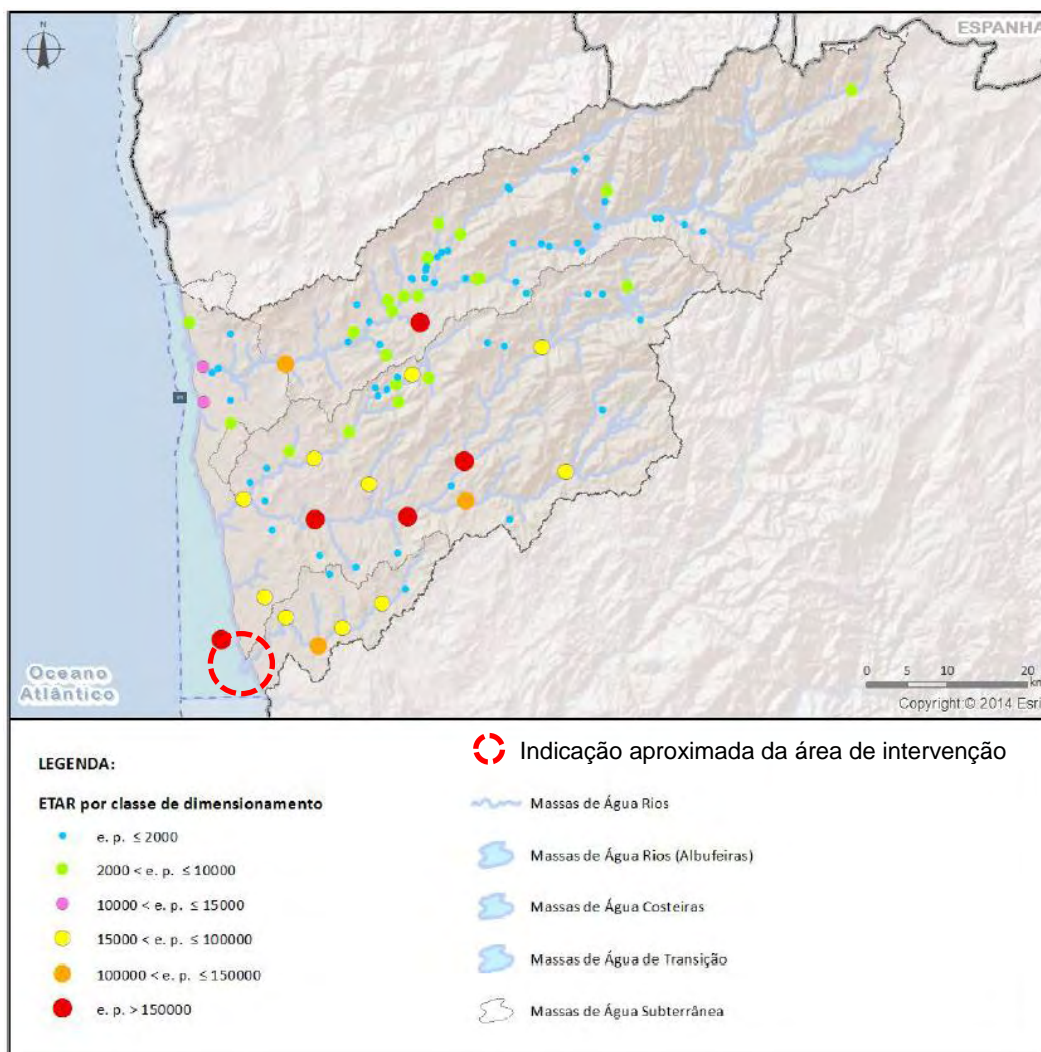 N
ESPANHA
Oceano
Atlântico
0 5 10 20
km
Copyright:© 2014 Esri
LEGENDA:
Indicação aproximada da área de intervenção
ETAR por classe de dimensionamento
e. p. ≤ 2000
2000 < e. p. ≤ 10000
10000 < e. p. ≤ 15000
15000 < e. p. ≤ 100000
100000 < e. p. ≤ 150000
e. p. > 150000
Massas de Água Rios
Massas de Água Rios (Albufeiras)
Massas de Água Costeiras
Massas de Água de Transição
Massas de Água Subterrânea